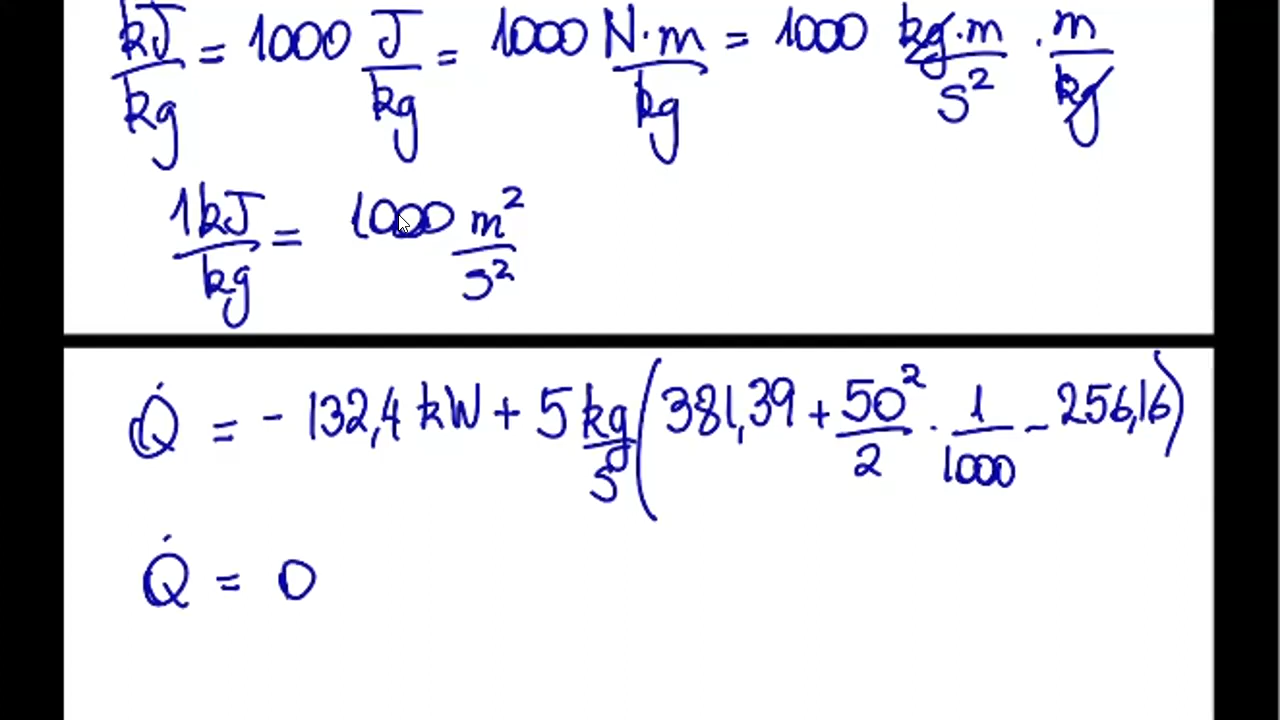 kJ/kg = 1000 J/kg = 1000 N·m/kg = 1000 kg·m/s² · m/kg
1kJ/kg = 1000 m²/s²
Q̇ = - 132,4 kW + 5 kg/s (381,39 + 50²/2 · 1/1000 - 256,16)
Q̇ = 0